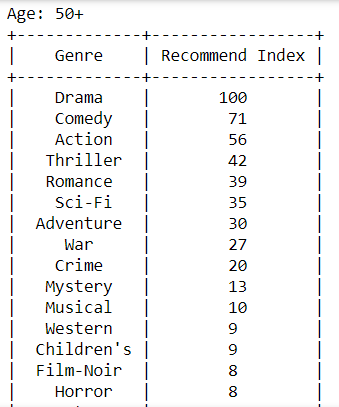 Age: 50+
+-------------+-----------------+
| Genre | Recommend Index |
+-------------+-----------------+
| Drama | 100 |
| Comedy | 71 |
| Action | 56 |
| Thriller | 42 |
| Romance | 39 |
| Sci-Fi | 35 |
| Adventure | 30 |
| War | 27 |
| Crime | 20 |
| Mystery | 13 |
| Musical | 10 |
| Western | 9 |
| Children's | 9 |
| Film-Noir | 8 |
| Horror | 8 |